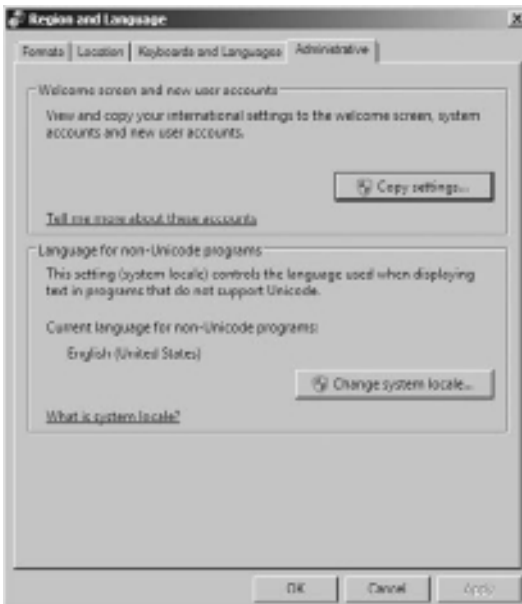 Region and Language
Formats Location Keyboards and Languages Administrative
Welcome screen and new user accounts
View and copy your international settings to the welcome screen, system
accounts and new user accounts.
Copy settings...
Tell me more about these accounts
Language for non-Unicode programs
This setting (system locale) controls the language used when displaying
text in programs that do not support Unicode.
Current language for non-Unicode programs:
English (United States)
Change system locale...
What is system locale?
OK Cancel Apply